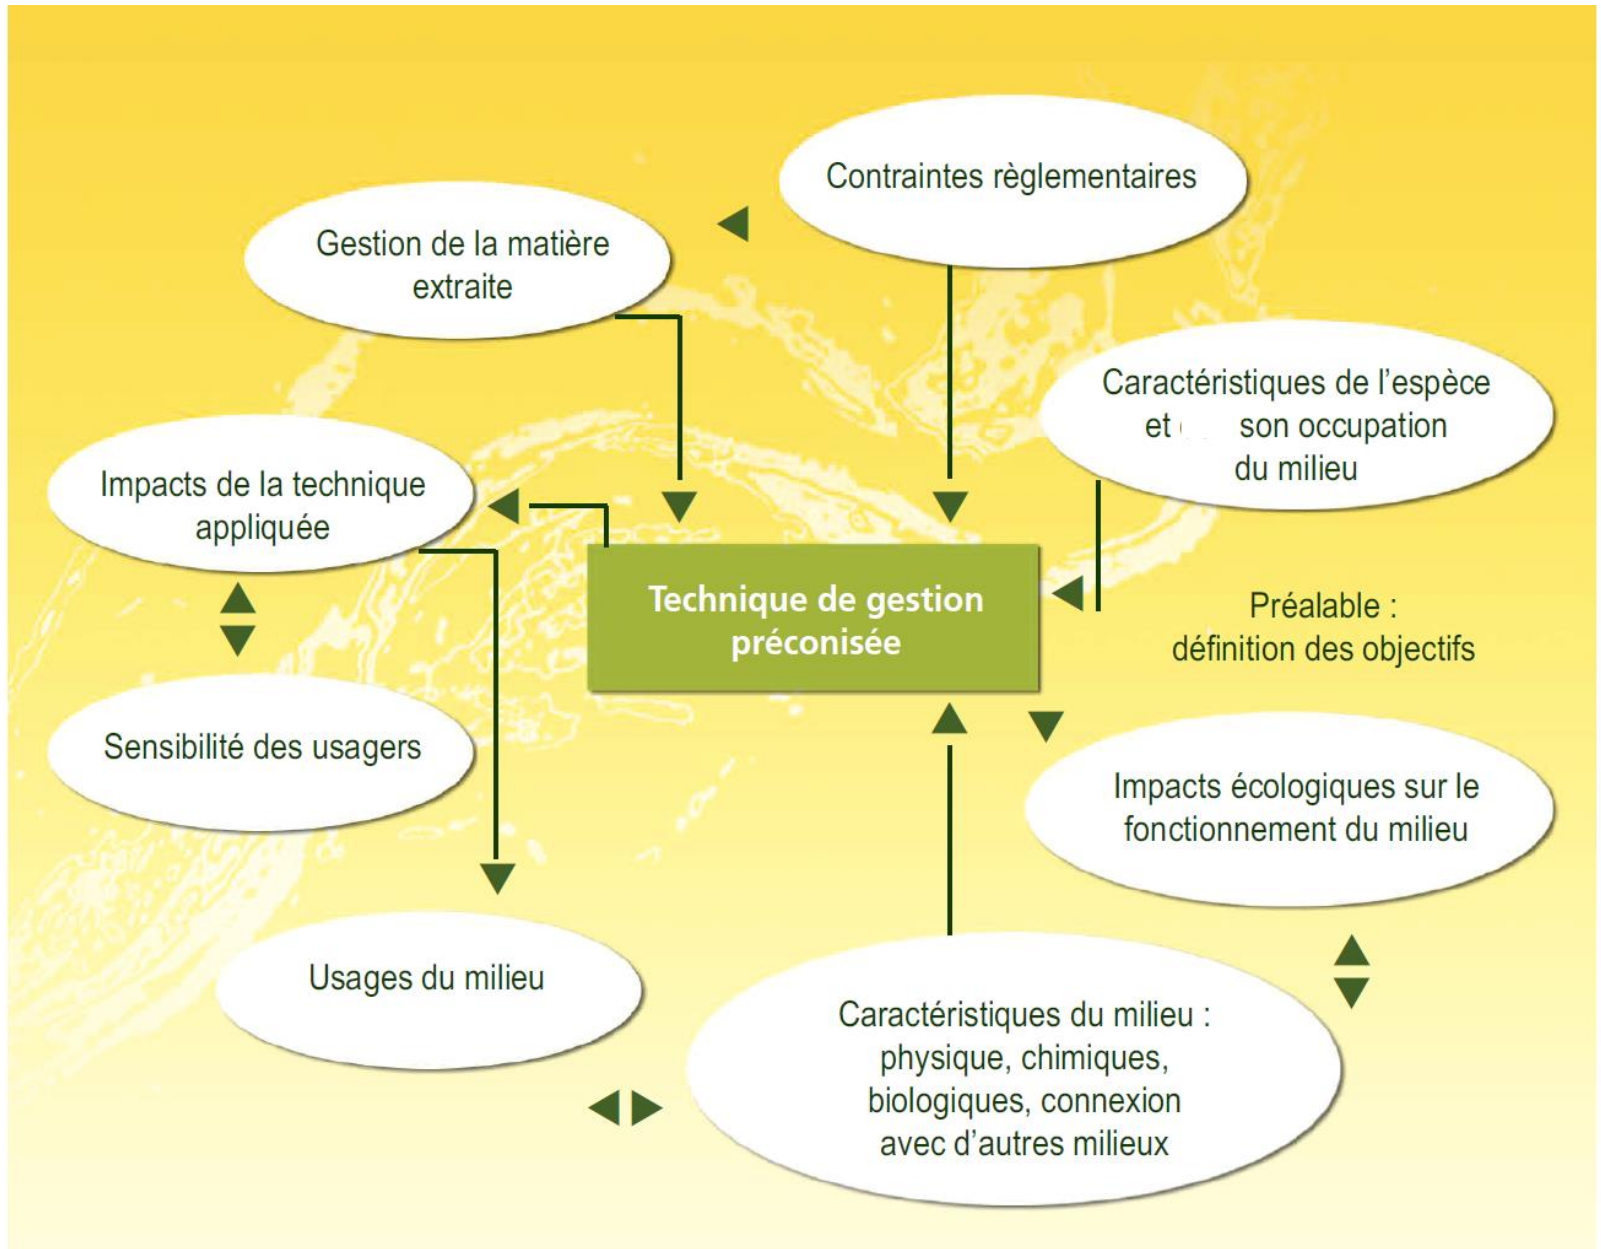 Contraintes règlementaires
Gestion de la matière
extraite
Caractéristiques de l'espèce
et son occupation
du milieu
Impacts de la technique
appliquée
Technique de gestion
préconisée
Préalable :
définition des objectifs
Sensibilité des usagers
Impacts écologiques sur le
fonctionnement du milieu
Usages du milieu
Caractéristiques du milieu :
physique, chimiques,
biologiques, connexion
avec d'autres milieux